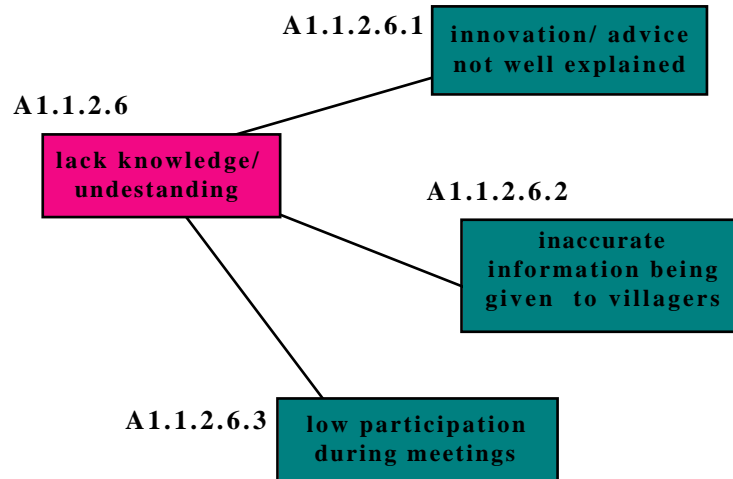 A1.1.2.6.1
innovation/ advice
not well explained
A1.1.2.6
lack knowledge/
undestanding
A1.1.2.6.2
inaccurate
information being
given to villagers
A1.1.2.6.3
low participation
during meetings